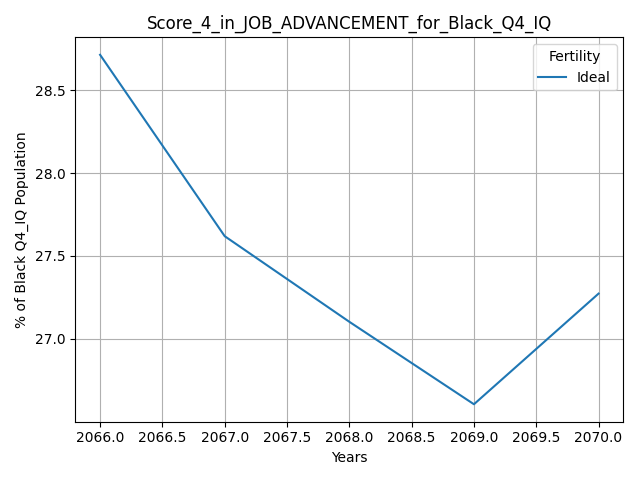 Score_4_in_JOB_ADVANCEMENT_for_Black_Q4_IQ
Fertility
Ideal
% of Black Q4_IQ Population
28.5
28.0
27.5
27.0
2066.0 2066.5 2067.0 2067.5 2068.0 2068.5 2069.0 2069.5 2070.0
Years